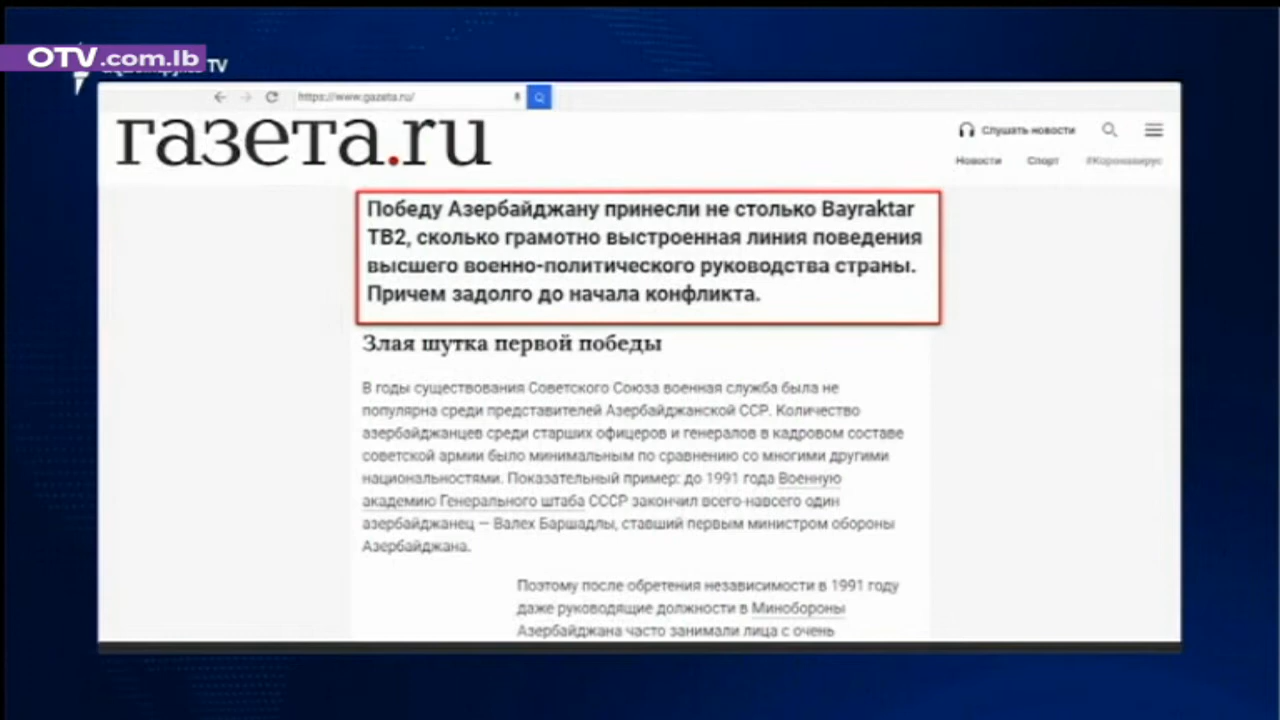 OTV.com.lb
TV
https://www.gazeta.ru/
газета.ru
Слушать новости
Новости Спорт #Коронавирус
Победу Азербайджану принесли не столько Bayraktar
TB2, сколько грамотно выстроенная линия поведения
высшего военно-политического руководства страны.
Причем задолго до начала конфликта.
Злая шутка первой победы
В годы существования Советского Союза военная служба была не
популярна среди представителей Азербайджанской ССР. Количество
азербайджанцев среди старших офицеров и генералов в кадровом составе
советской армии было минимальным по сравнению со многими другими
национальностями. Показательный пример: до 1991 года Военную
академию Генерального штаба СССР закончил всего-навсего один
азербайджанец — Валех Баршадлы, ставший первым министром обороны
Азербайджана.
Поэтому после обретения независимости в 1991 году
даже руководящие должности в Минобороны
Азербайджана часто занимали лица с очень